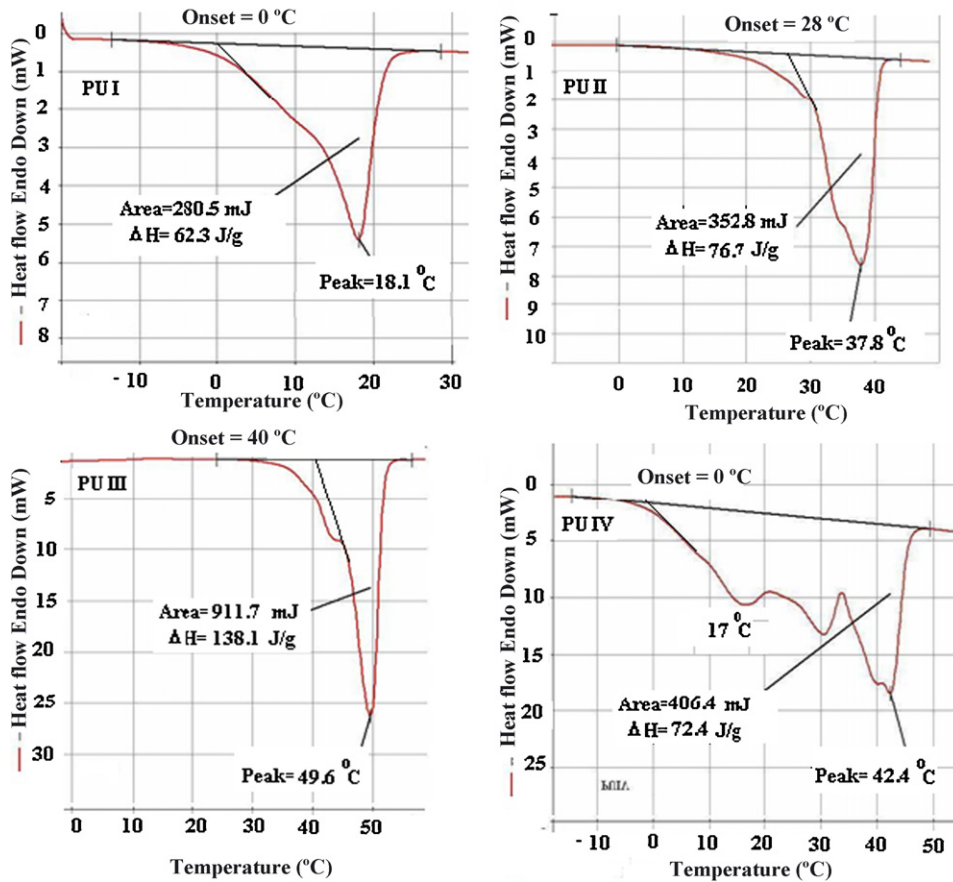 Onset = 0 ºC
Heat flow Endo Down (mW)
0
1
2
3
4
5
6
7
8
PU I
Area=280.5 mJ
ΔH= 62.3 J/g
Peak=18.1 °C
- 10 0 10 20 30
Temperature (ºC)
Onset = 28 ºC
Heat flow Endo Down (mW)
0
1
2
3
4
5
6
7
8
9
10
PU II
Area=352.8 mJ
ΔH= 76.7 J/g
Peak= 37.8 °C
0 10 20 30 40
Temperature (ºC)
Onset = 40 ºC
Heat flow Endo Down (mW)
5
10
15
20
25
30
PU III
Area= 911.7 mJ
ΔH= 138.1 J/g
Peak= 49.6 °C
0 10 20 30 40 50
Temperature (ºC)
Onset = 0 ºC
Heat flow Endo Down (mW)
0
5
10
15
20
25
PU IV
17 °C
Area=406.4 mJ
ΔH= 72.4 J/g
Peak= 42.4 °C
- 10 0 10 20 30 40 50
Temperature (ºC)